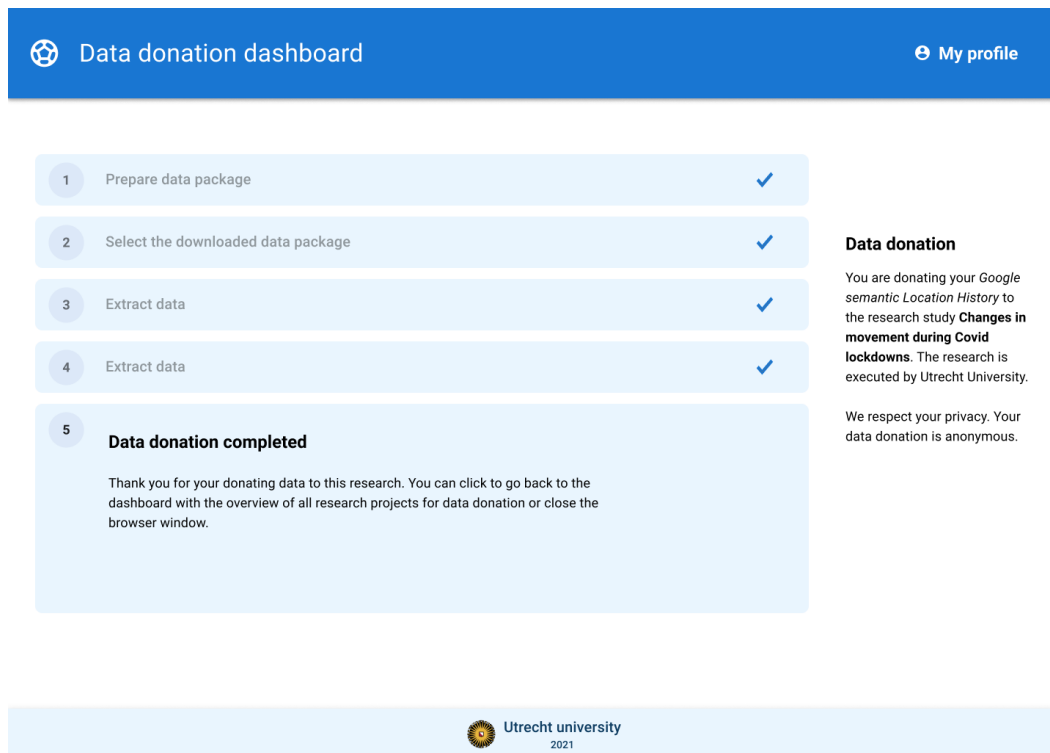 Data donation dashboard
My profile
1 Prepare data package
2 Select the downloaded data package
3 Extract data
4 Extract data
5
Data donation completed
Thank you for your donating data to this research. You can click to go back to the
dashboard with the overview of all research projects for data donation or close the
browser window.
Data donation
You are donating your Google
semantic Location History to
the research study Changes in
movement during Covid
lockdowns. The research is
executed by Utrecht University.
We respect your privacy. Your
data donation is anonymous.
Utrecht university
2021